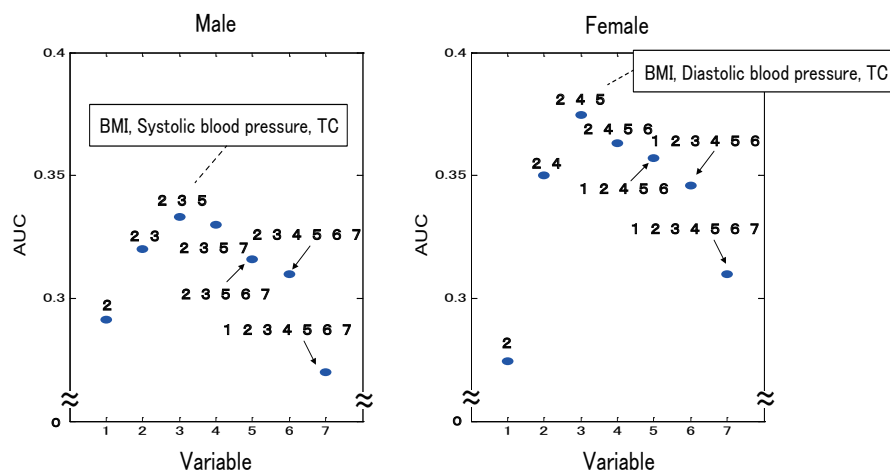 Male
0.4
BMI, Systolic blood pressure, TC
0.35
2 3 5
2 3
2 3 5 7
2 3 4 5 6 7
AUC
0.3
2
2 3 5 6 7
1 2 3 4 5 6 7
0
1 2 3 4 5 6 7
Variable
Female
0.4
BMI, Diastolic blood pressure, TC
2 4 5
2 4 5 6
1 2 3 4 5 6
0.35
2 4
1 2 4 5 6
1 2 3 4 5 6 7
AUC
0.3
2
0
1 2 3 4 5 6 7
Variable